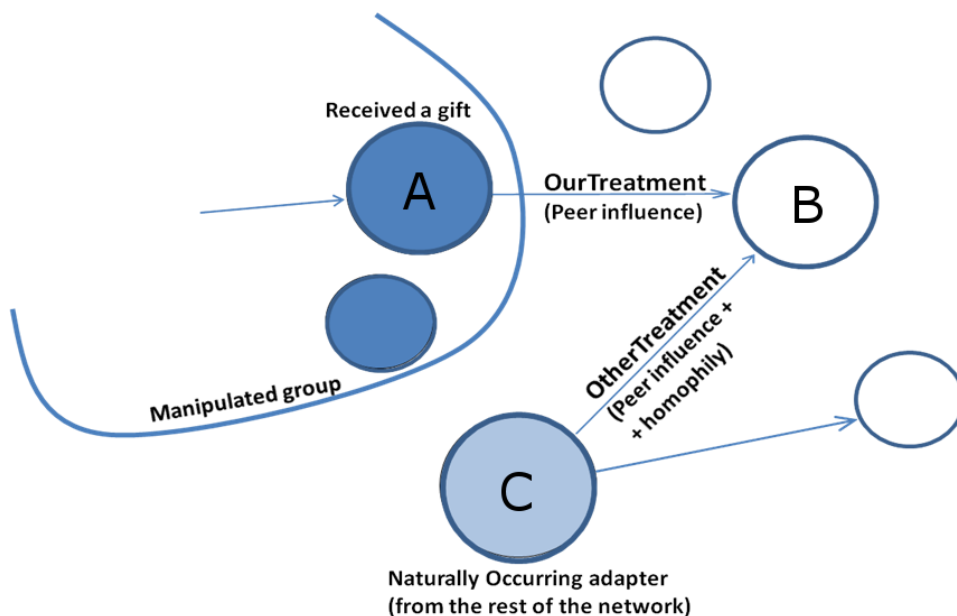 Received a gift
A
OurTreatment
(Peer influence)
B
OtherTreatment
(Peer influence +
+ homophily)
Manipulated group
C
Naturally Occurring adapter
(from the rest of the network)